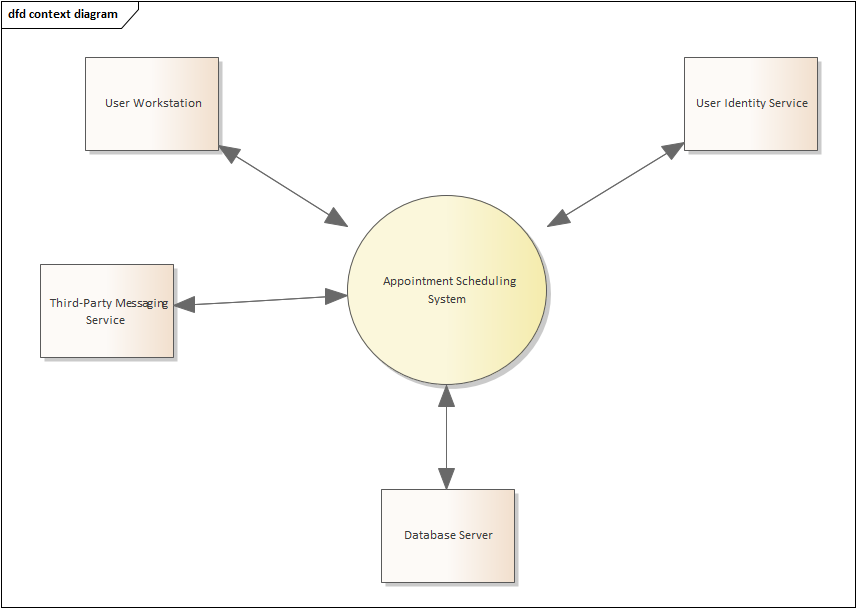 dfd context diagram
User Workstation
User Identity Service
Appointment Scheduling
System
Third-Party Messaging
Service
Database Server